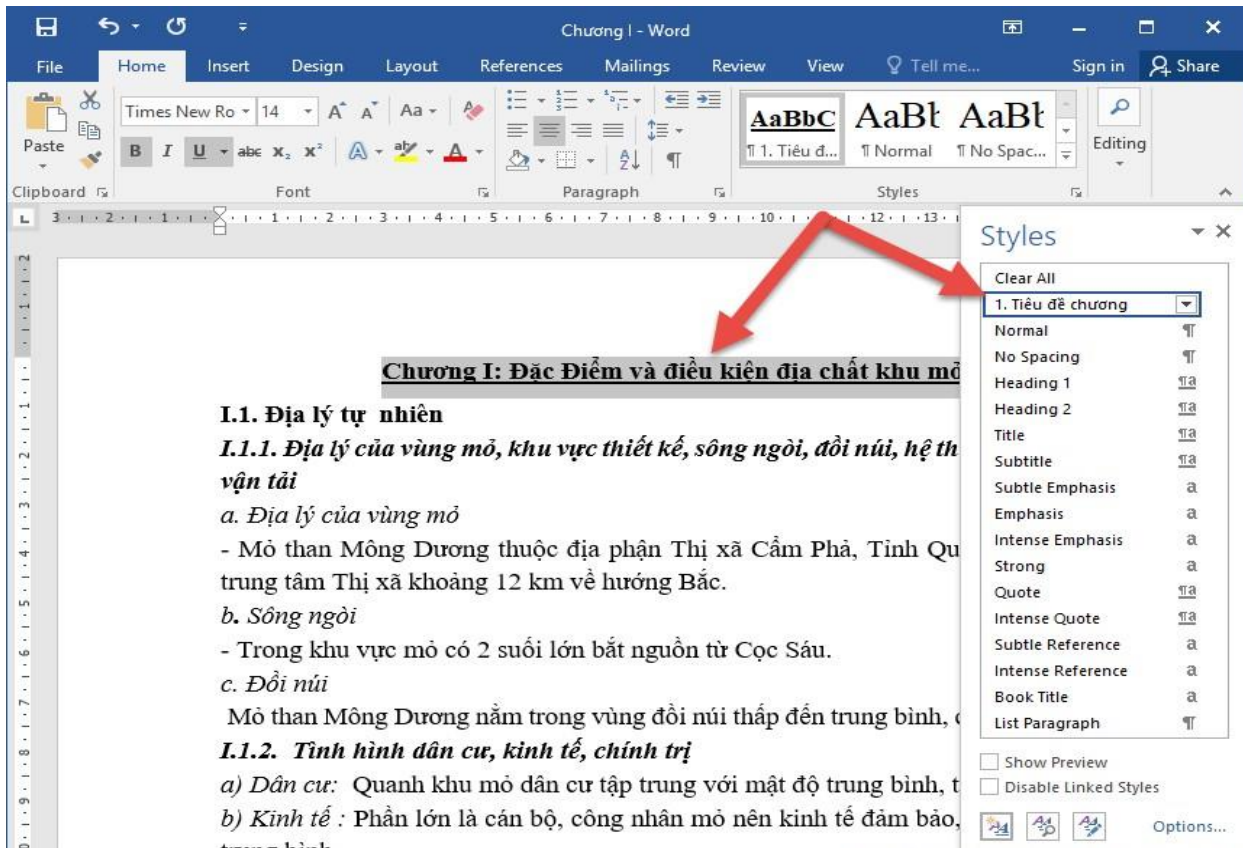 Chương I - Word
File Home Insert Design Layout References Mailings Review View Tell me... Sign in Share
Paste
Times New Ro 14 Aa
B I U abc x₂ x² A aby A
AaBbC AaBb AaBb
¶ 1. Tiêu đ... ¶ Normal ¶ No Spac...
Editing
Clipboard Font Paragraph Styles
Styles
Clear All
1. Tiêu đề chương
Normal
No Spacing
Heading 1
Heading 2
Title
Subtitle
Subtle Emphasis
Emphasis
Intense Emphasis
Strong
Quote
Intense Quote
Subtle Reference
Intense Reference
Book Title
List Paragraph
Show Preview
Disable Linked Styles
Options...
Chương I: Đặc Điểm và điều kiện địa chất khu mỏ
I.1. Địa lý tự nhiên
I.1.1. Địa lý của vùng mỏ, khu vực thiết kế, sông ngòi, đồi núi, hệ th
vận tải
a. Địa lý của vùng mỏ
- Mỏ than Mông Dương thuộc địa phận Thị xã Cẩm Phả, Tỉnh Qu
trung tâm Thị xã khoảng 12 km về hướng Bắc.
b. Sông ngòi
- Trong khu vực mỏ có 2 suối lớn bắt nguồn từ Cọc Sáu.
c. Đồi núi
Mỏ than Mông Dương nằm trong vùng đồi núi thấp đến trung bình,
I.1.2. Tình hình dân cư, kinh tế, chính trị
a) Dân cư: Quanh khu mỏ dân cư tập trung với mật độ trung bình, t
b) Kinh tế : Phần lớn là cán bộ, công nhân mỏ nên kinh tế đảm bảo,